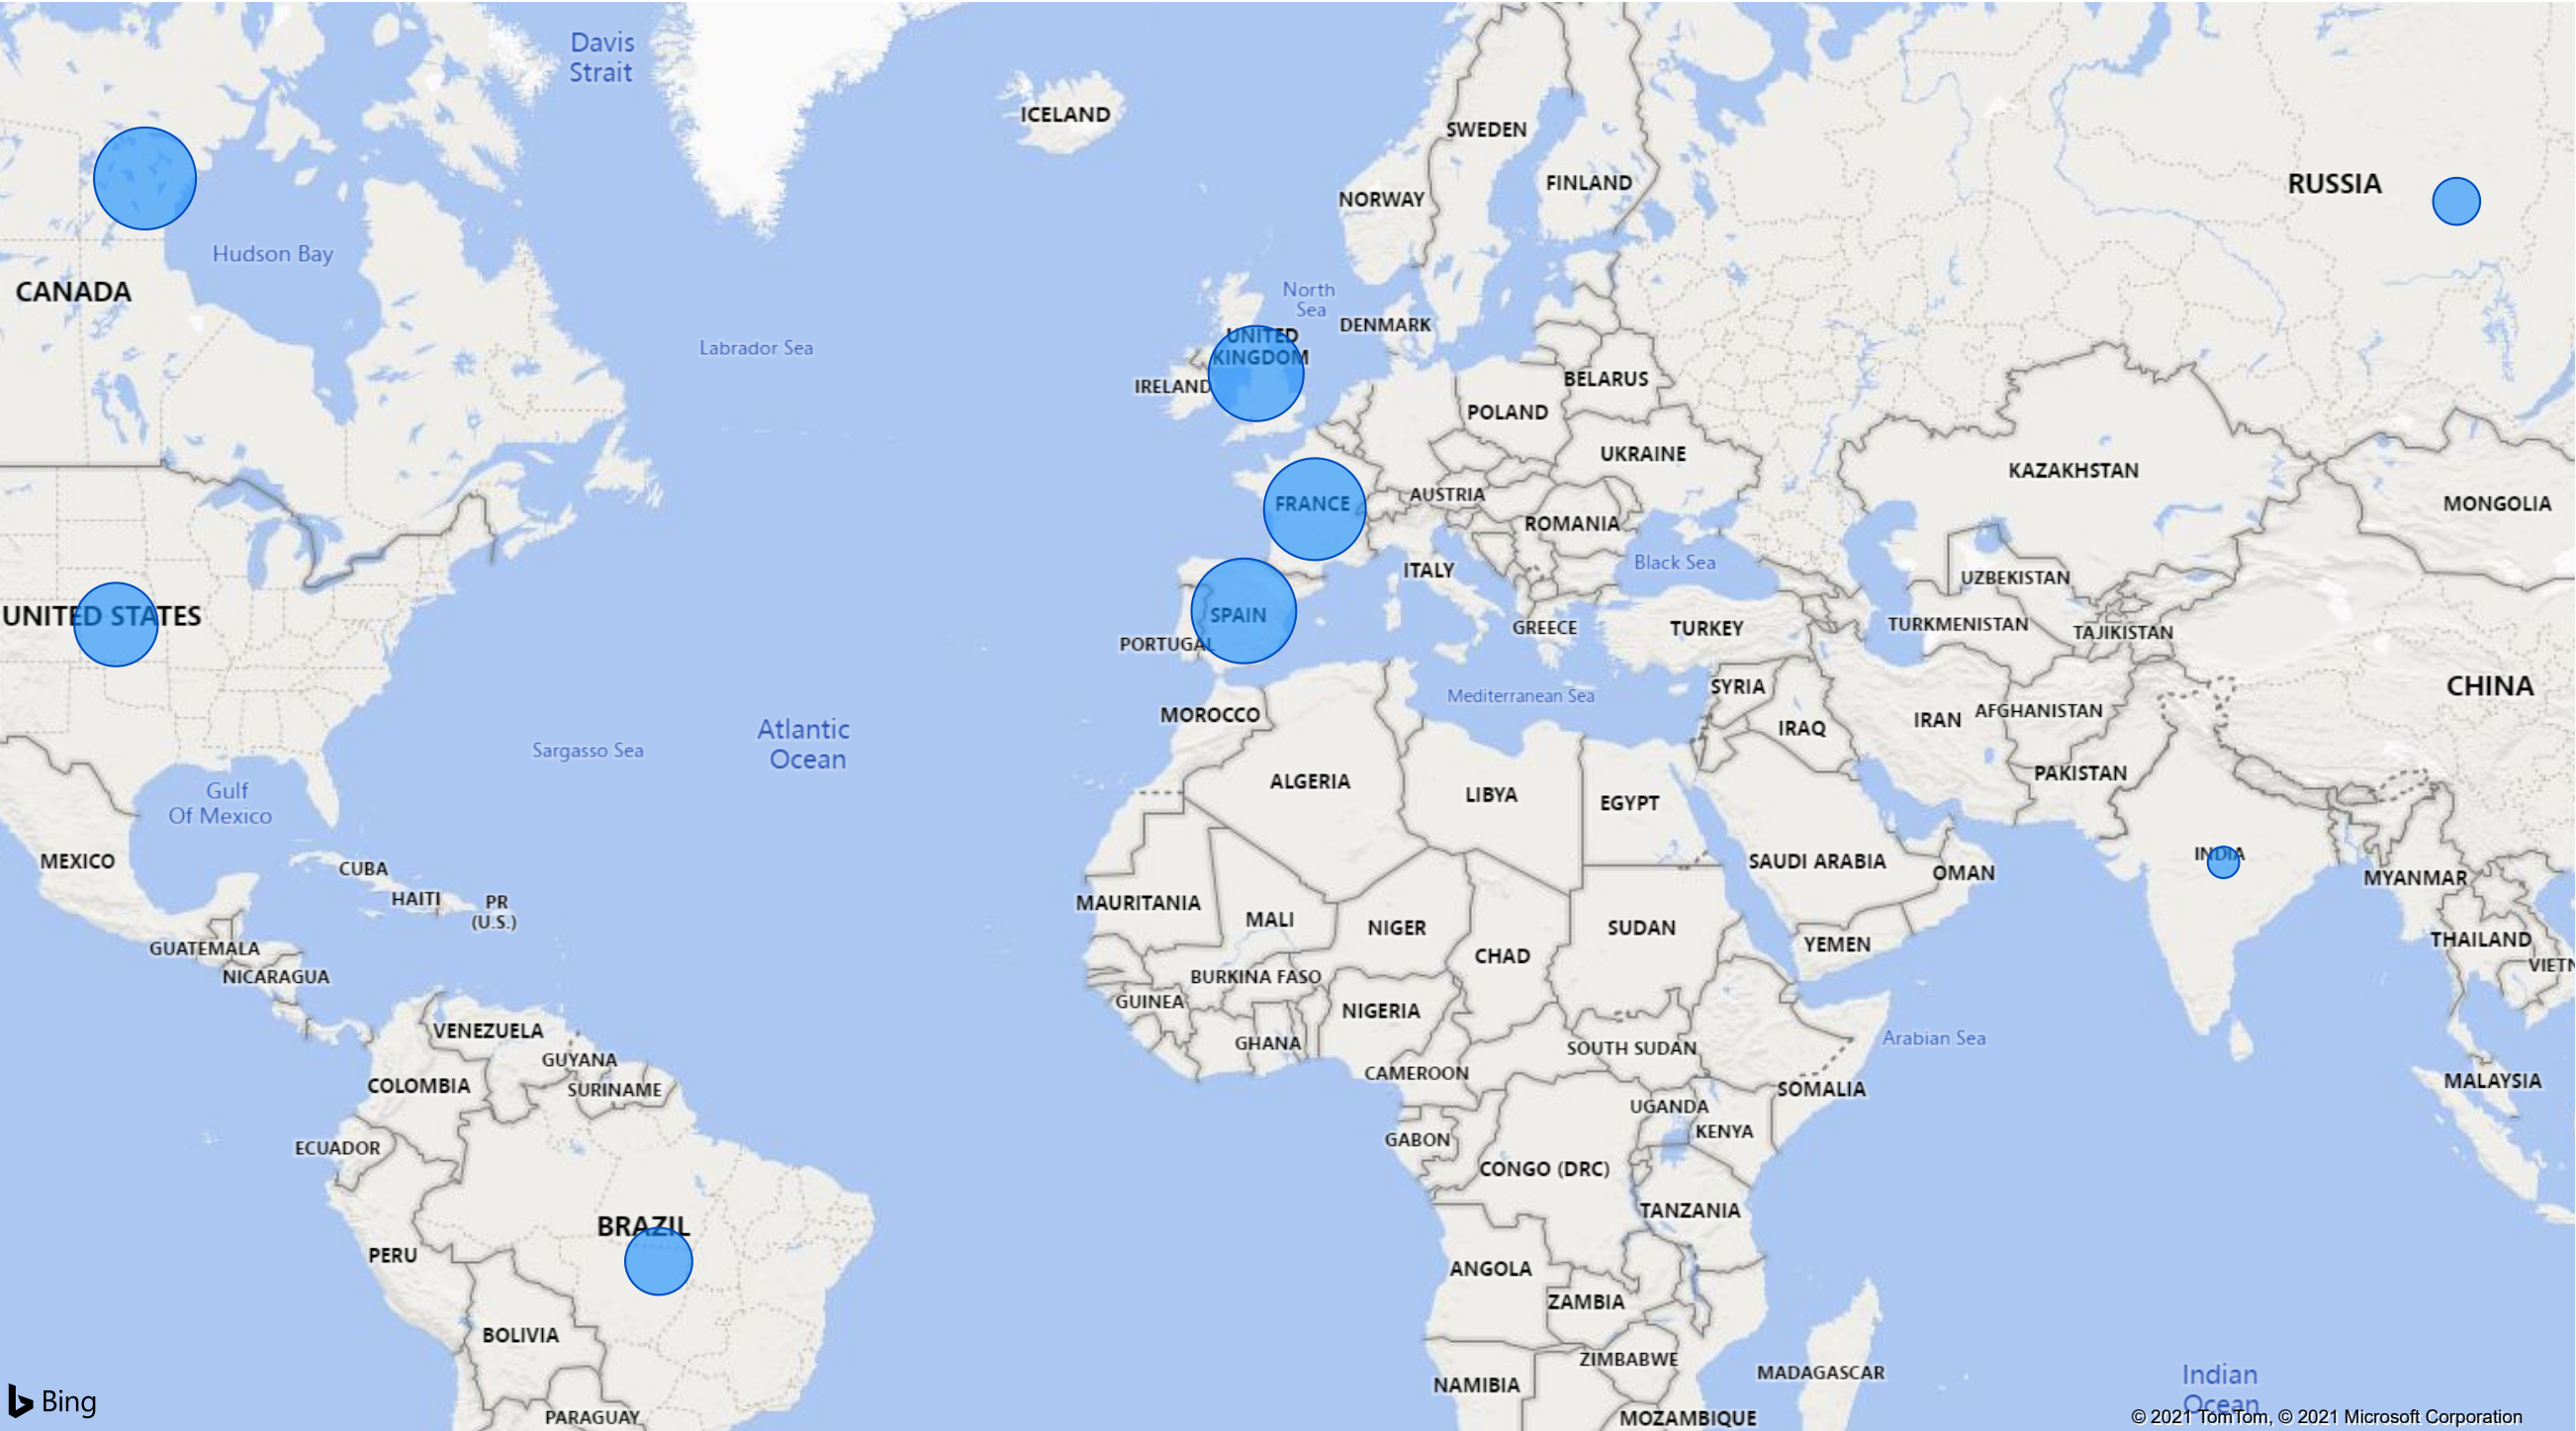 Davis
Strait
ICELAND
SWEDEN
FINLAND
RUSSIA
NORWAY
Hudson Bay
CANADA
North
Sea
DENMARK
UNITED
KINGDOM
Labrador Sea
IRELAND
BELARUS
POLAND
UKRAINE
KAZAKHSTAN
AUSTRIA
FRANCE
MONGOLIA
ROMANIA
Black Sea
ITALY
UZBEKISTAN
UNITED STATES
SPAIN
GREECE
TURKEY
TURKMENISTAN
TAJIKISTAN
PORTUGAL
SYRIA
CHINA
Mediterranean Sea
MOROCCO
AFGHANISTAN
IRAN
IRAQ
Atlantic
Ocean
Sargasso Sea
PAKISTAN
ALGERIA
LIBYA
EGYPT
Gulf
Of Mexico
INDIA
MEXICO
SAUDI ARABIA
CUBA
OMAN
MYANMAR
HAITI
PR
(U.S.)
MAURITANIA
MALI
NIGER
SUDAN
THAILAND
YEMEN
GUATEMALA
CHAD
VIETN
NICARAGUA
BURKINA FASO
GUINEA
NIGERIA
VENEZUELA
GHANA
SOUTH SUDAN
Arabian Sea
GUYANA
CAMEROON
COLOMBIA
SURINAME
SOMALIA
MALAYSIA
UGANDA
KENYA
GABON
ECUADOR
CONGO (DRC)
TANZANIA
BRAZIL
PERU
ANGOLA
ZAMBIA
BOLIVIA
ZIMBABWE
MADAGASCAR
Indian
Ocean
NAMIBIA
Bing
PARAGUAY
MOZAMBIQUE
© 2021 TomTom, © 2021 Microsoft Corporation